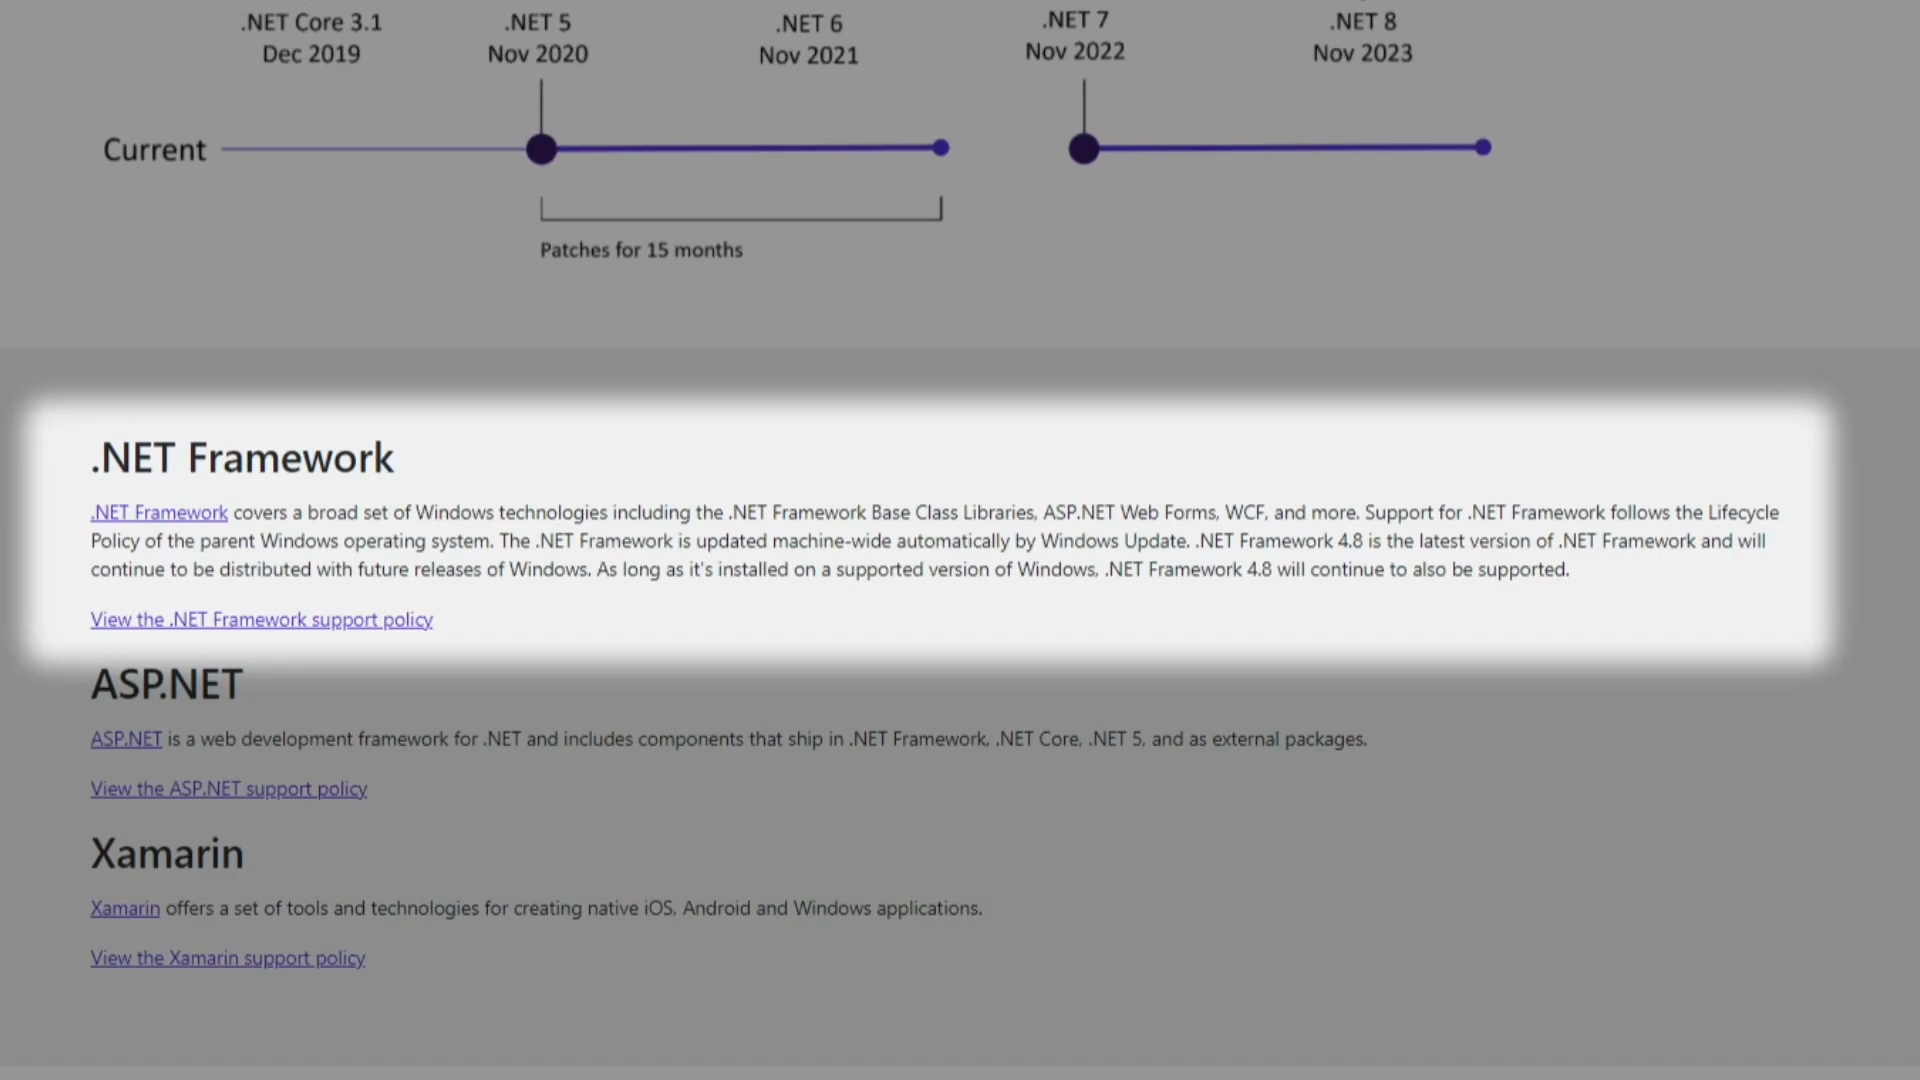 .NET Core 3.1
Dec 2019
.NET 5
Nov 2020
.NET 6
Nov 2021
.NET 7
Nov 2022
.NET 8
Nov 2023
Current
Patches for 15 months
.NET Framework
.NET Framework covers a broad set of Windows technologies including the .NET Framework Base Class Libraries, ASP.NET Web Forms, WCF, and more. Support for .NET Framework follows the Lifecycle
Policy of the parent Windows operating system. The .NET Framework is updated machine-wide automatically by Windows Update. .NET Framework 4.8 is the latest version of .NET Framework and will
continue to be distributed with future releases of Windows. As long as it's installed on a supported version of Windows, .NET Framework 4.8 will continue to also be supported.
View the .NET Framework support policy
ASP.NET
ASP.NET is a web development framework for .NET and includes components that ship in .NET Framework, .NET Core, .NET 5, and as external packages.
View the ASP.NET support policy
Xamarin
Xamarin offers a set of tools and technologies for creating native iOS, Android and Windows applications.
View the Xamarin support policy